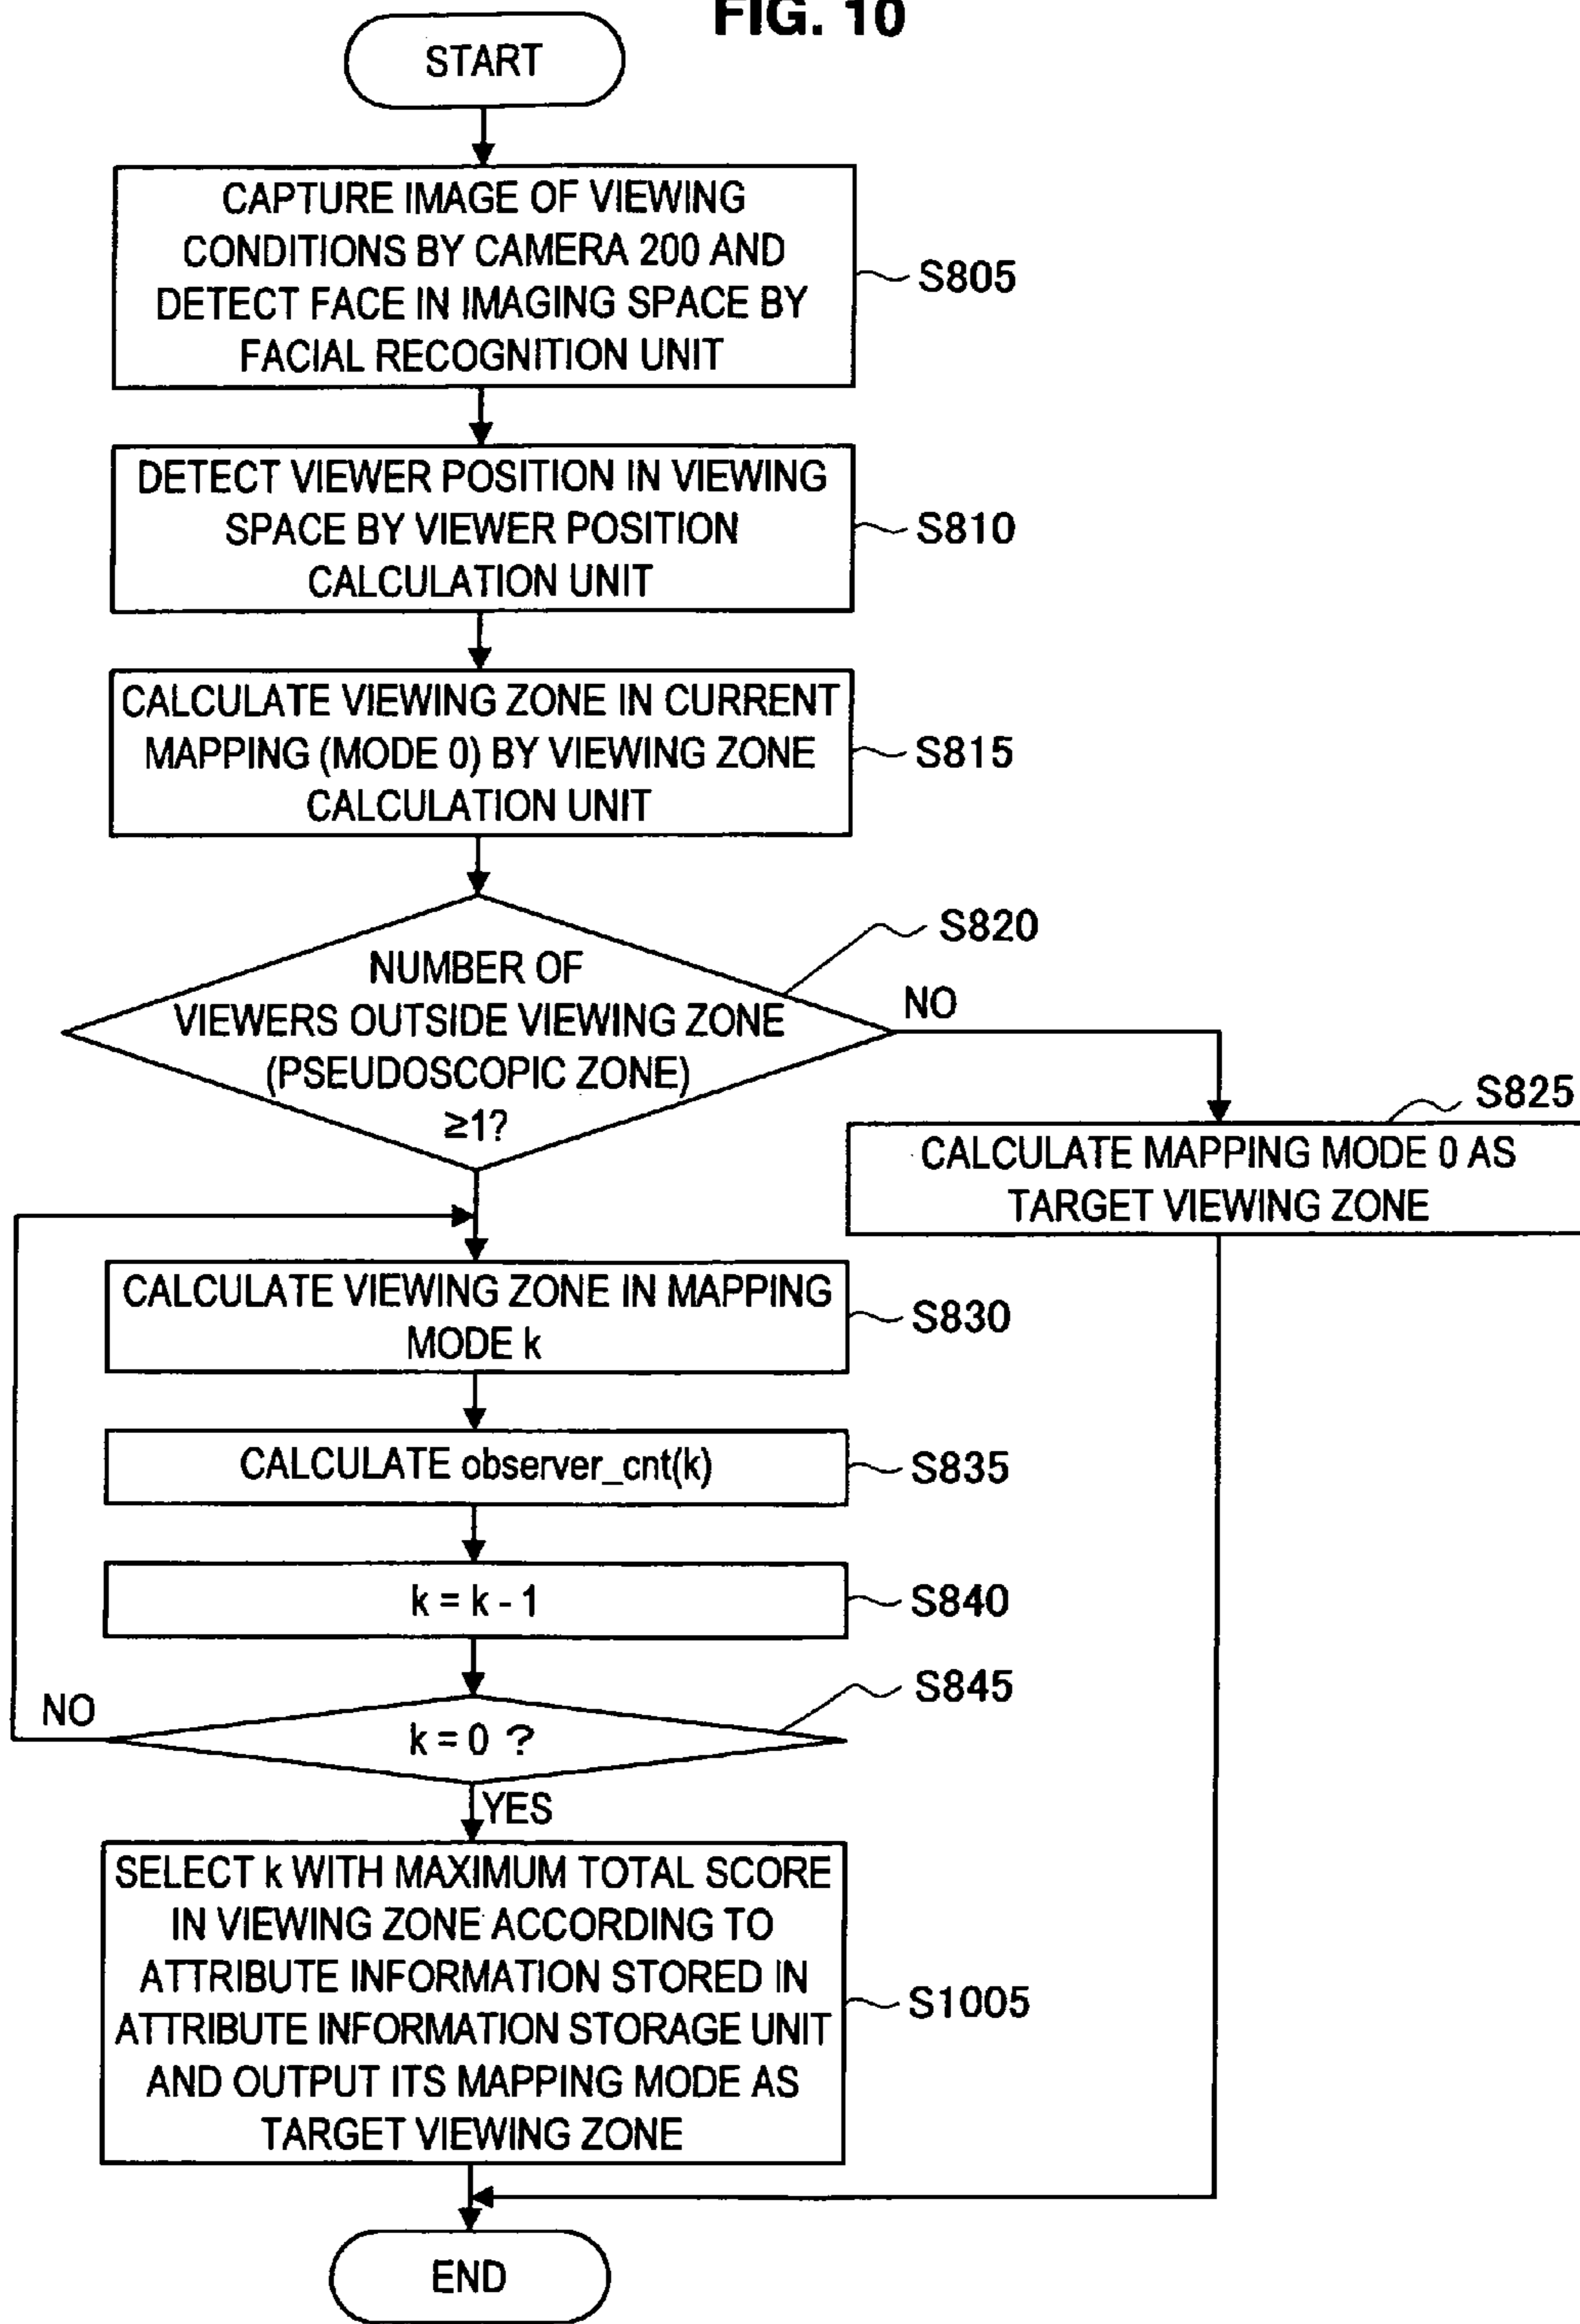 FIG. 10
START
CAPTURE IMAGE OF VIEWING
CONDITIONS BY CAMERA 200 AND
DETECT FACE IN IMAGING SPACE BY
FACIAL RECOGNITION UNIT
S805
DETECT VIEWER POSITION IN VIEWING
SPACE BY VIEWER POSITION
CALCULATION UNIT
S810
CALCULATE VIEWING ZONE IN CURRENT
MAPPING (MODE 0) BY VIEWING ZONE
CALCULATION UNIT
S815
NUMBER OF
VIEWERS OUTSIDE VIEWING ZONE
(PSEUDOSCOPIC ZONE)
≥1?
S820
NO
S825
CALCULATE MAPPING MODE 0 AS
TARGET VIEWING ZONE
CALCULATE VIEWING ZONE IN MAPPING
MODE k
S830
CALCULATE observer_cnt(k)
S835
k = k - 1
S840
k = 0 ?
S845
NO
YES
SELECT k WITH MAXIMUM TOTAL SCORE
IN VIEWING ZONE ACCORDING TO
ATTRIBUTE INFORMATION STORED IN
ATTRIBUTE INFORMATION STORAGE UNIT
AND OUTPUT ITS MAPPING MODE AS
TARGET VIEWING ZONE
S1005
END